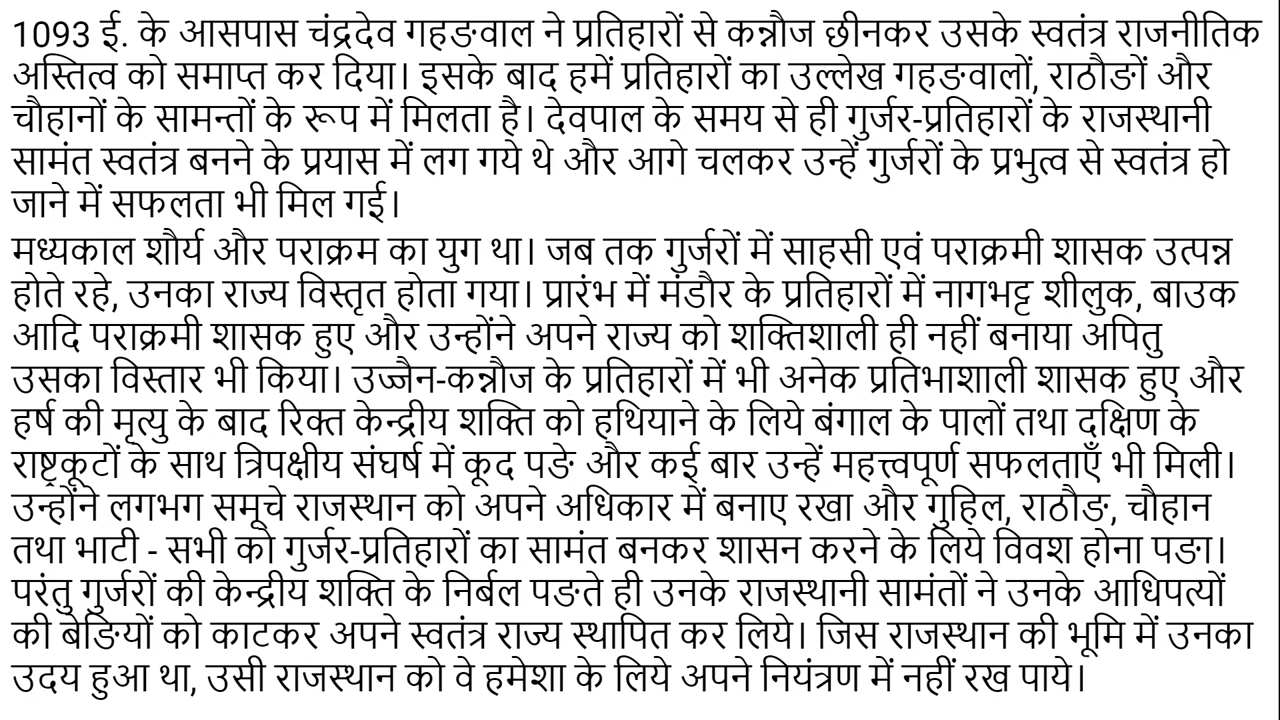 1093 ई. के आसपास चंद्रदेव गहङवाल ने प्रतिहारों से कन्नौज छीनकर उसके स्वतंत्र राजनीतिक
अस्तित्व को समाप्त कर दिया। इसके बाद हमें प्रतिहारों का उल्लेख गहङवालों, राठौङों और
चौहानों के सामन्तों के रूप में मिलता है। देवपाल के समय से ही गुर्जर-प्रतिहारों के राजस्थानी
सामंत स्वतंत्र बनने के प्रयास में लग गये थे और आगे चलकर उन्हें गुर्जरों के प्रभुत्व से स्वतंत्र हो
जाने में सफलता भी मिल गई।
मध्यकाल शौर्य और पराक्रम का युग था। जब तक गुर्जरों में साहसी एवं पराक्रमी शासक उत्पन्न
होते रहे, उनका राज्य विस्तृत होता गया। प्रारंभ में मंडौर के प्रतिहारों में नागभट्ट शीलुक, बाउक
आदि पराक्रमी शासक हुए और उन्होंने अपने राज्य को शक्तिशाली ही नहीं बनाया अपितु
उसका विस्तार भी किया। उज्जैन-कन्नौज के प्रतिहारों में भी अनेक प्रतिभाशाली शासक हुए और
हर्ष की मृत्यु के बाद रिक्त केन्द्रीय शक्ति को हथियाने के लिये बंगाल के पालों तथा दक्षिण के
राष्ट्रकूटों के साथ त्रिपक्षीय संघर्ष में कूद पङे और कई बार उन्हें महत्त्वपूर्ण सफलताएँ भी मिली।
उन्होंने लगभग समूचे राजस्थान को अपने अधिकार में बनाए रखा और गुहिल, राठौङ, चौहान
तथा भाटी - सभी को गुर्जर-प्रतिहारों का सामंत बनकर शासन करने के लिये विवश होना पङा।
परंतु गुर्जरों की केन्द्रीय शक्ति के निर्बल पङते ही उनके राजस्थानी सामंतों ने उनके आधिपत्यों
की बेङियों को काटकर अपने स्वतंत्र राज्य स्थापित कर लिये। जिस राजस्थान की भूमि में उनका
उदय हुआ था, उसी राजस्थान को वे हमेशा के लिये अपने नियंत्रण में नहीं रख पाये।